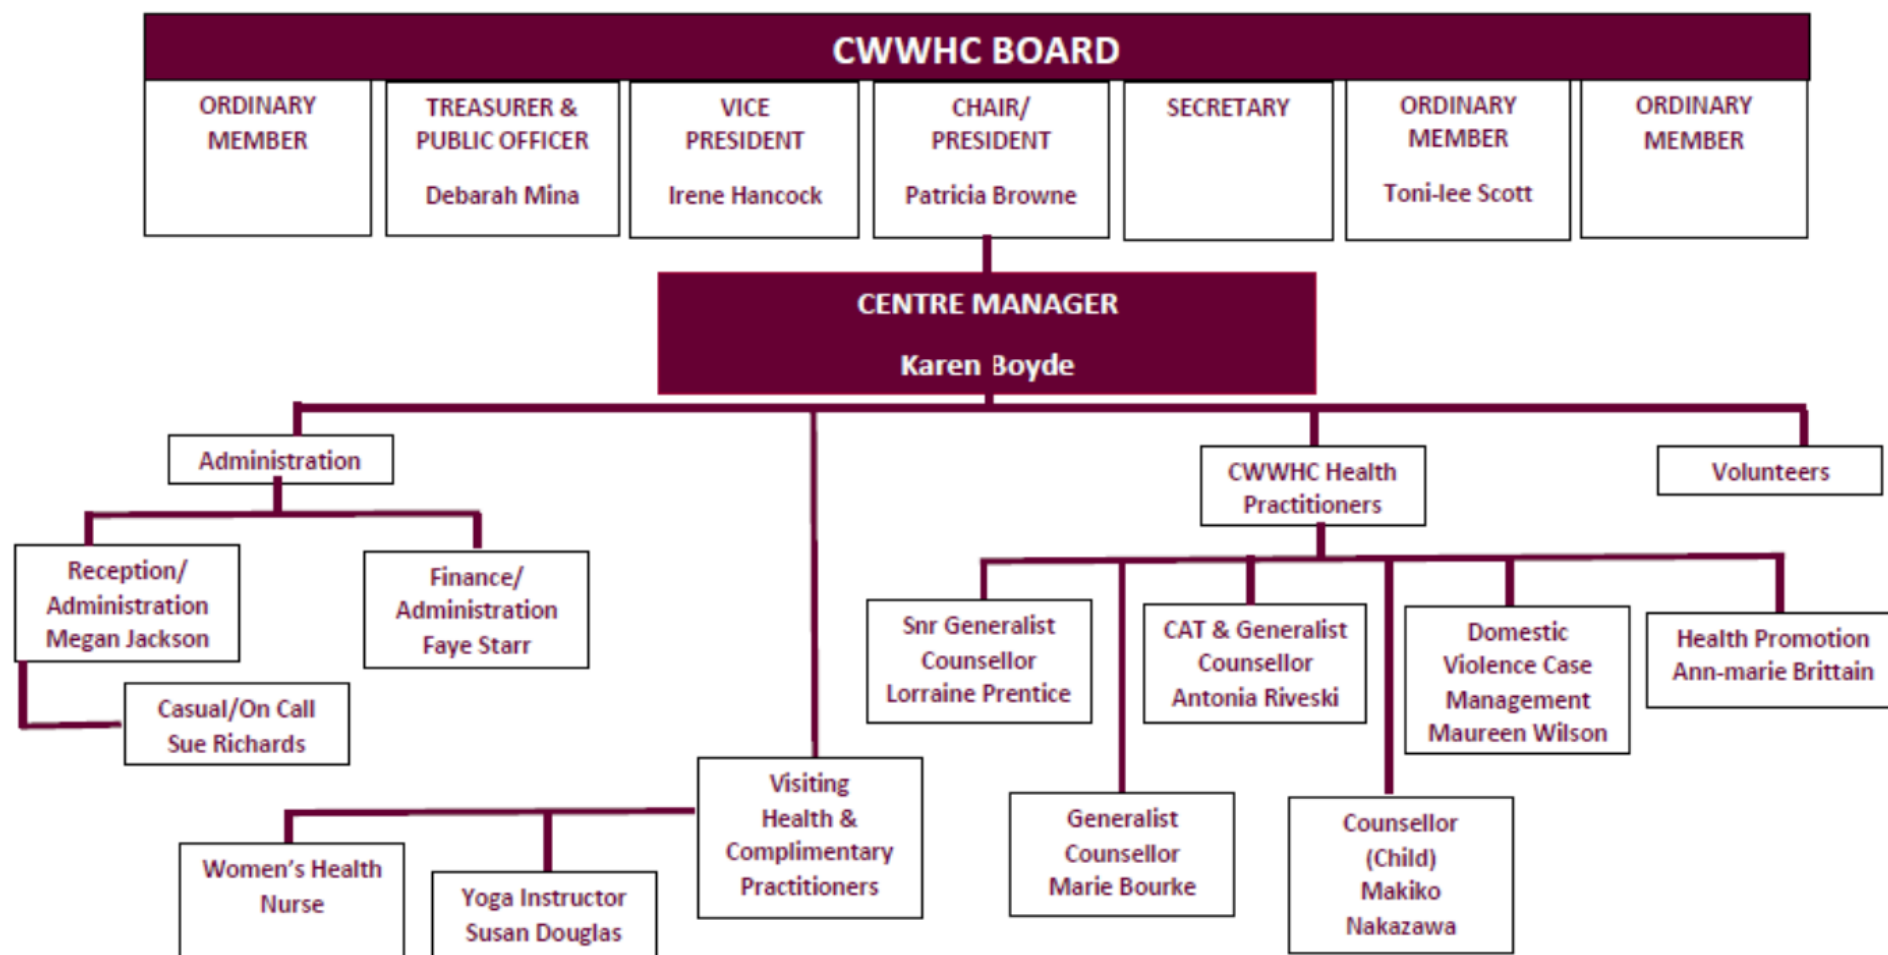 CWWHC BOARD
ORDINARY
MEMBER
TREASURER &
PUBLIC OFFICER
Debarah Mina
VICE
PRESIDENT
Irene Hancock
CHAIR/
PRESIDENT
Patricia Browne
SECRETARY
ORDINARY
MEMBER
Toni-lee Scott
ORDINARY
MEMBER
CENTRE MANAGER
Karen Boyde
Administration
CWWHC Health
Practitioners
Volunteers
Reception/
Administration
Megan Jackson
Finance/
Administration
Faye Starr
Casual/On Call
Sue Richards
Snr Generalist
Counsellor
Lorraine Prentice
CAT & Generalist
Counsellor
Antonia Riveski
Domestic
Violence Case
Management
Maureen Wilson
Health Promotion
Ann-marie Brittain
Visiting
Health &
Complimentary
Practitioners
Women's Health
Nurse
Yoga Instructor
Susan Douglas
Generalist
Counsellor
Marie Bourke
Counsellor
(Child)
Makiko
Nakazawa